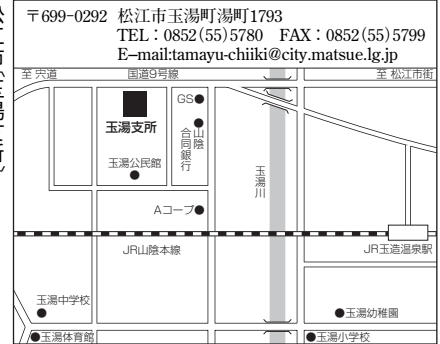 〒699-0292 松江市玉湯町湯町1793
TEL：0852(55)5780　FAX：0852(55)5799
E–mail:tamayu-chiiki@city.matsue.lg.jp
至 宍道
国道9号線
至 松江市街
GS
玉湯支所
山陰
合同銀行
玉湯公民館
玉湯川
Aコープ
JR山陰本線
JR玉造温泉駅
玉湯中学校
玉湯幼稚園
玉湯体育館
玉湯小学校